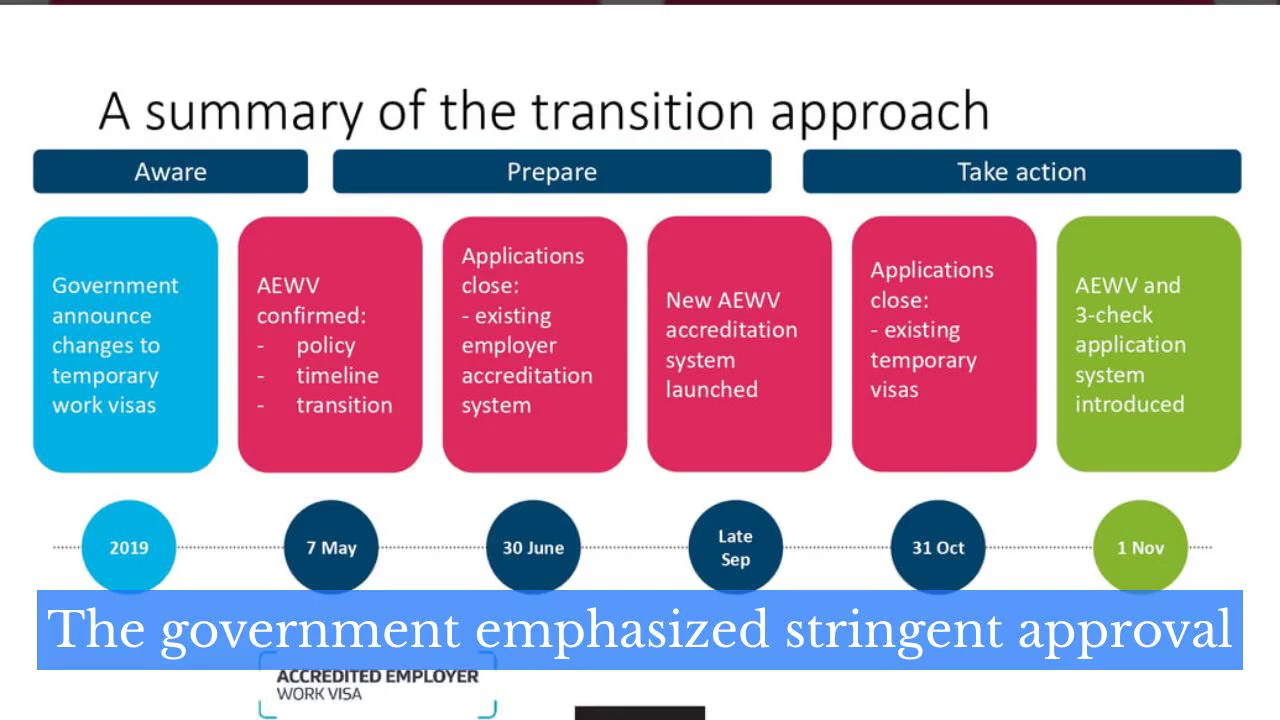 A summary of the transition approach
Aware
Prepare
Take action
Government
announce
changes to
temporary
work visas
AEWV
confirmed:
- policy
- timeline
- transition
Applications
close:
- existing
employer
accreditation
system
New AEWV
accreditation
system
launched
Applications
close:
- existing
temporary
visas
AEWV and
3-check
application
system
introduced
2019
7 May
30 June
Late
Sep
31 Oct
1 Nov
The government emphasized stringent approval
ACCREDITED EMPLOYER
WORK VISA